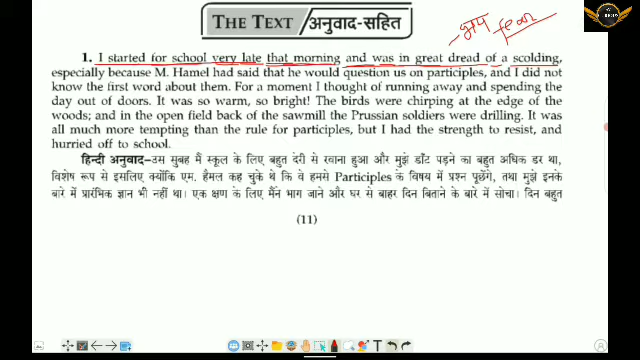 THE TEXT / अनुवाद-सहित
भय
fear
1. I started for school very late that morning and was in great dread of a scolding,
especially because M. Hamel had said that he would question us on participles, and I did not
know the first word about them. For a moment I thought of running away and spending the
day out of doors. It was so warm, so bright! The birds were chirping at the edge of the
woods; and in the open field back of the sawmill the Prussian soldiers were drilling. It was
all much more tempting than the rule for participles, but I had the strength to resist, and
hurried off to school.
हिन्दी अनुवाद—उस सुबह मैं स्कूल के लिए बहुत देरी से रवाना हुआ और मुझे डाँट पड़ने का बहुत अधिक डर था,
विशेष रूप से इसलिए क्योंकि एम. हैमल कह चुके थे कि वे हमसे Participles के विषय में प्रश्न पूछेंगे, तथा मुझे इनके
बारे में प्रारंभिक ज्ञान भी नहीं था। एक क्षण के लिए मैंने भाग जाने और घर से बाहर दिन बिताने के बारे में सोचा। दिन बहुत
(11)
T